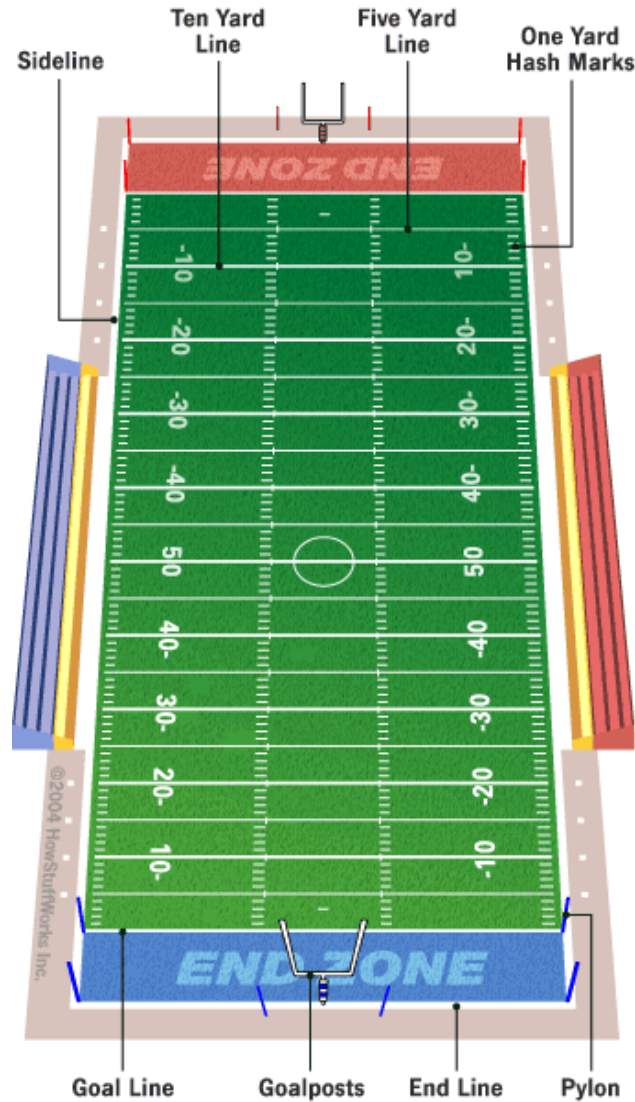 Ten Yard
Line
Five Yard
Line
One Yard
Hash Marks
Sideline
END ZONE
-10 10-
-20 20-
-30 30-
-40 40-
50 50
40- -40
30- -30
20- -20
10- -10
©2004 HowStuffWorks Inc.
END ZONE
Goal Line
Goalposts
End Line
Pylon